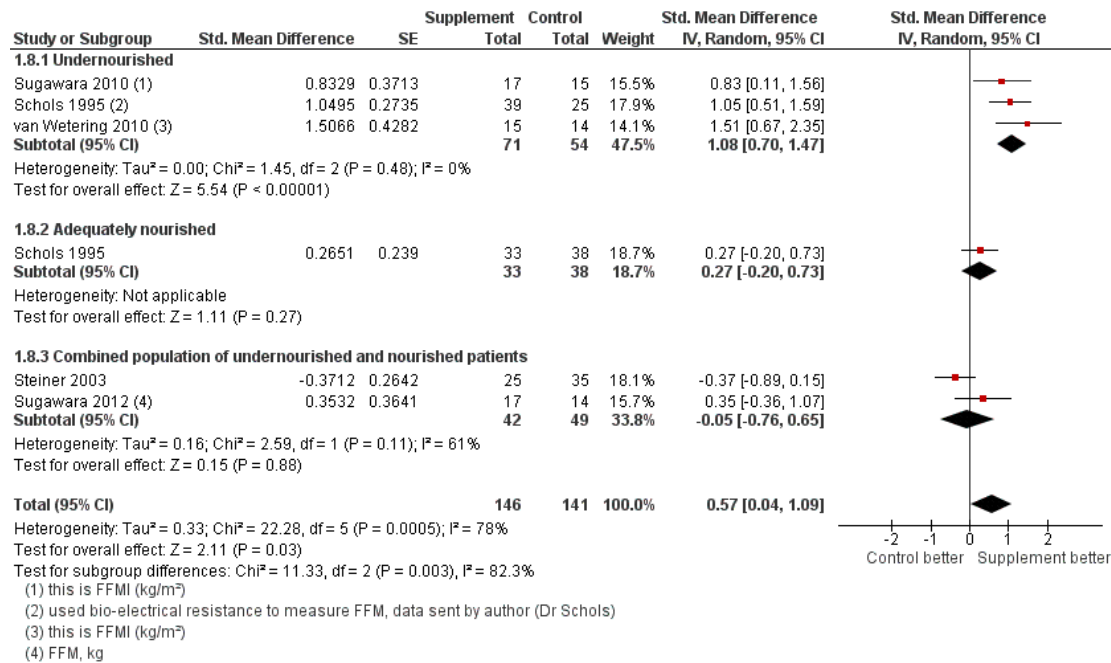 Supplement Control Std. Mean Difference Std. Mean Difference
Study or Subgroup Std. Mean Difference SE Total Total Weight IV, Random, 95% CI IV, Random, 95% CI
1.8.1 Undernourished
Sugawara 2010 (1) 0.8329 0.3713 17 15 15.5% 0.83 [0.11, 1.56]
Schols 1995 (2) 1.0495 0.2735 39 25 17.9% 1.05 [0.51, 1.59]
van Wetering 2010 (3) 1.5066 0.4282 15 14 14.1% 1.51 [0.67, 2.35]
Subtotal (95% CI) 71 54 47.5% 1.08 [0.70, 1.47]
Heterogeneity: Tau² = 0.00; Chi² = 1.45, df = 2 (P = 0.48); I² = 0%
Test for overall effect: Z = 5.54 (P < 0.00001)
1.8.2 Adequately nourished
Schols 1995 0.2651 0.239 33 38 18.7% 0.27 [-0.20, 0.73]
Subtotal (95% CI) 33 38 18.7% 0.27 [-0.20, 0.73]
Heterogeneity: Not applicable
Test for overall effect: Z = 1.11 (P = 0.27)
1.8.3 Combined population of undernourished and nourished patients
Steiner 2003 -0.3712 0.2642 25 35 18.1% -0.37 [-0.89, 0.15]
Sugawara 2012 (4) 0.3532 0.3641 17 14 15.7% 0.35 [-0.36, 1.07]
Subtotal (95% CI) 42 49 33.8% -0.05 [-0.76, 0.65]
Heterogeneity: Tau² = 0.16; Chi² = 2.59, df = 1 (P = 0.11); I² = 61%
Test for overall effect: Z = 0.15 (P = 0.88)
Total (95% CI) 146 141 100.0% 0.57 [0.04, 1.09]
Heterogeneity: Tau² = 0.33; Chi² = 22.28, df = 5 (P = 0.0005); I² = 78%
Test for overall effect: Z = 2.11 (P = 0.03)
Test for subgroup differences: Chi² = 11.33, df = 2 (P = 0.003), I² = 82.3%
-2 -1 0 1 2
Control better Supplement better
(1) this is FFMI (kg/m²)
(2) used bio-electrical resistance to measure FFM, data sent by author (Dr Schols)
(3) this is FFMI (kg/m²)
(4) FFM, kg